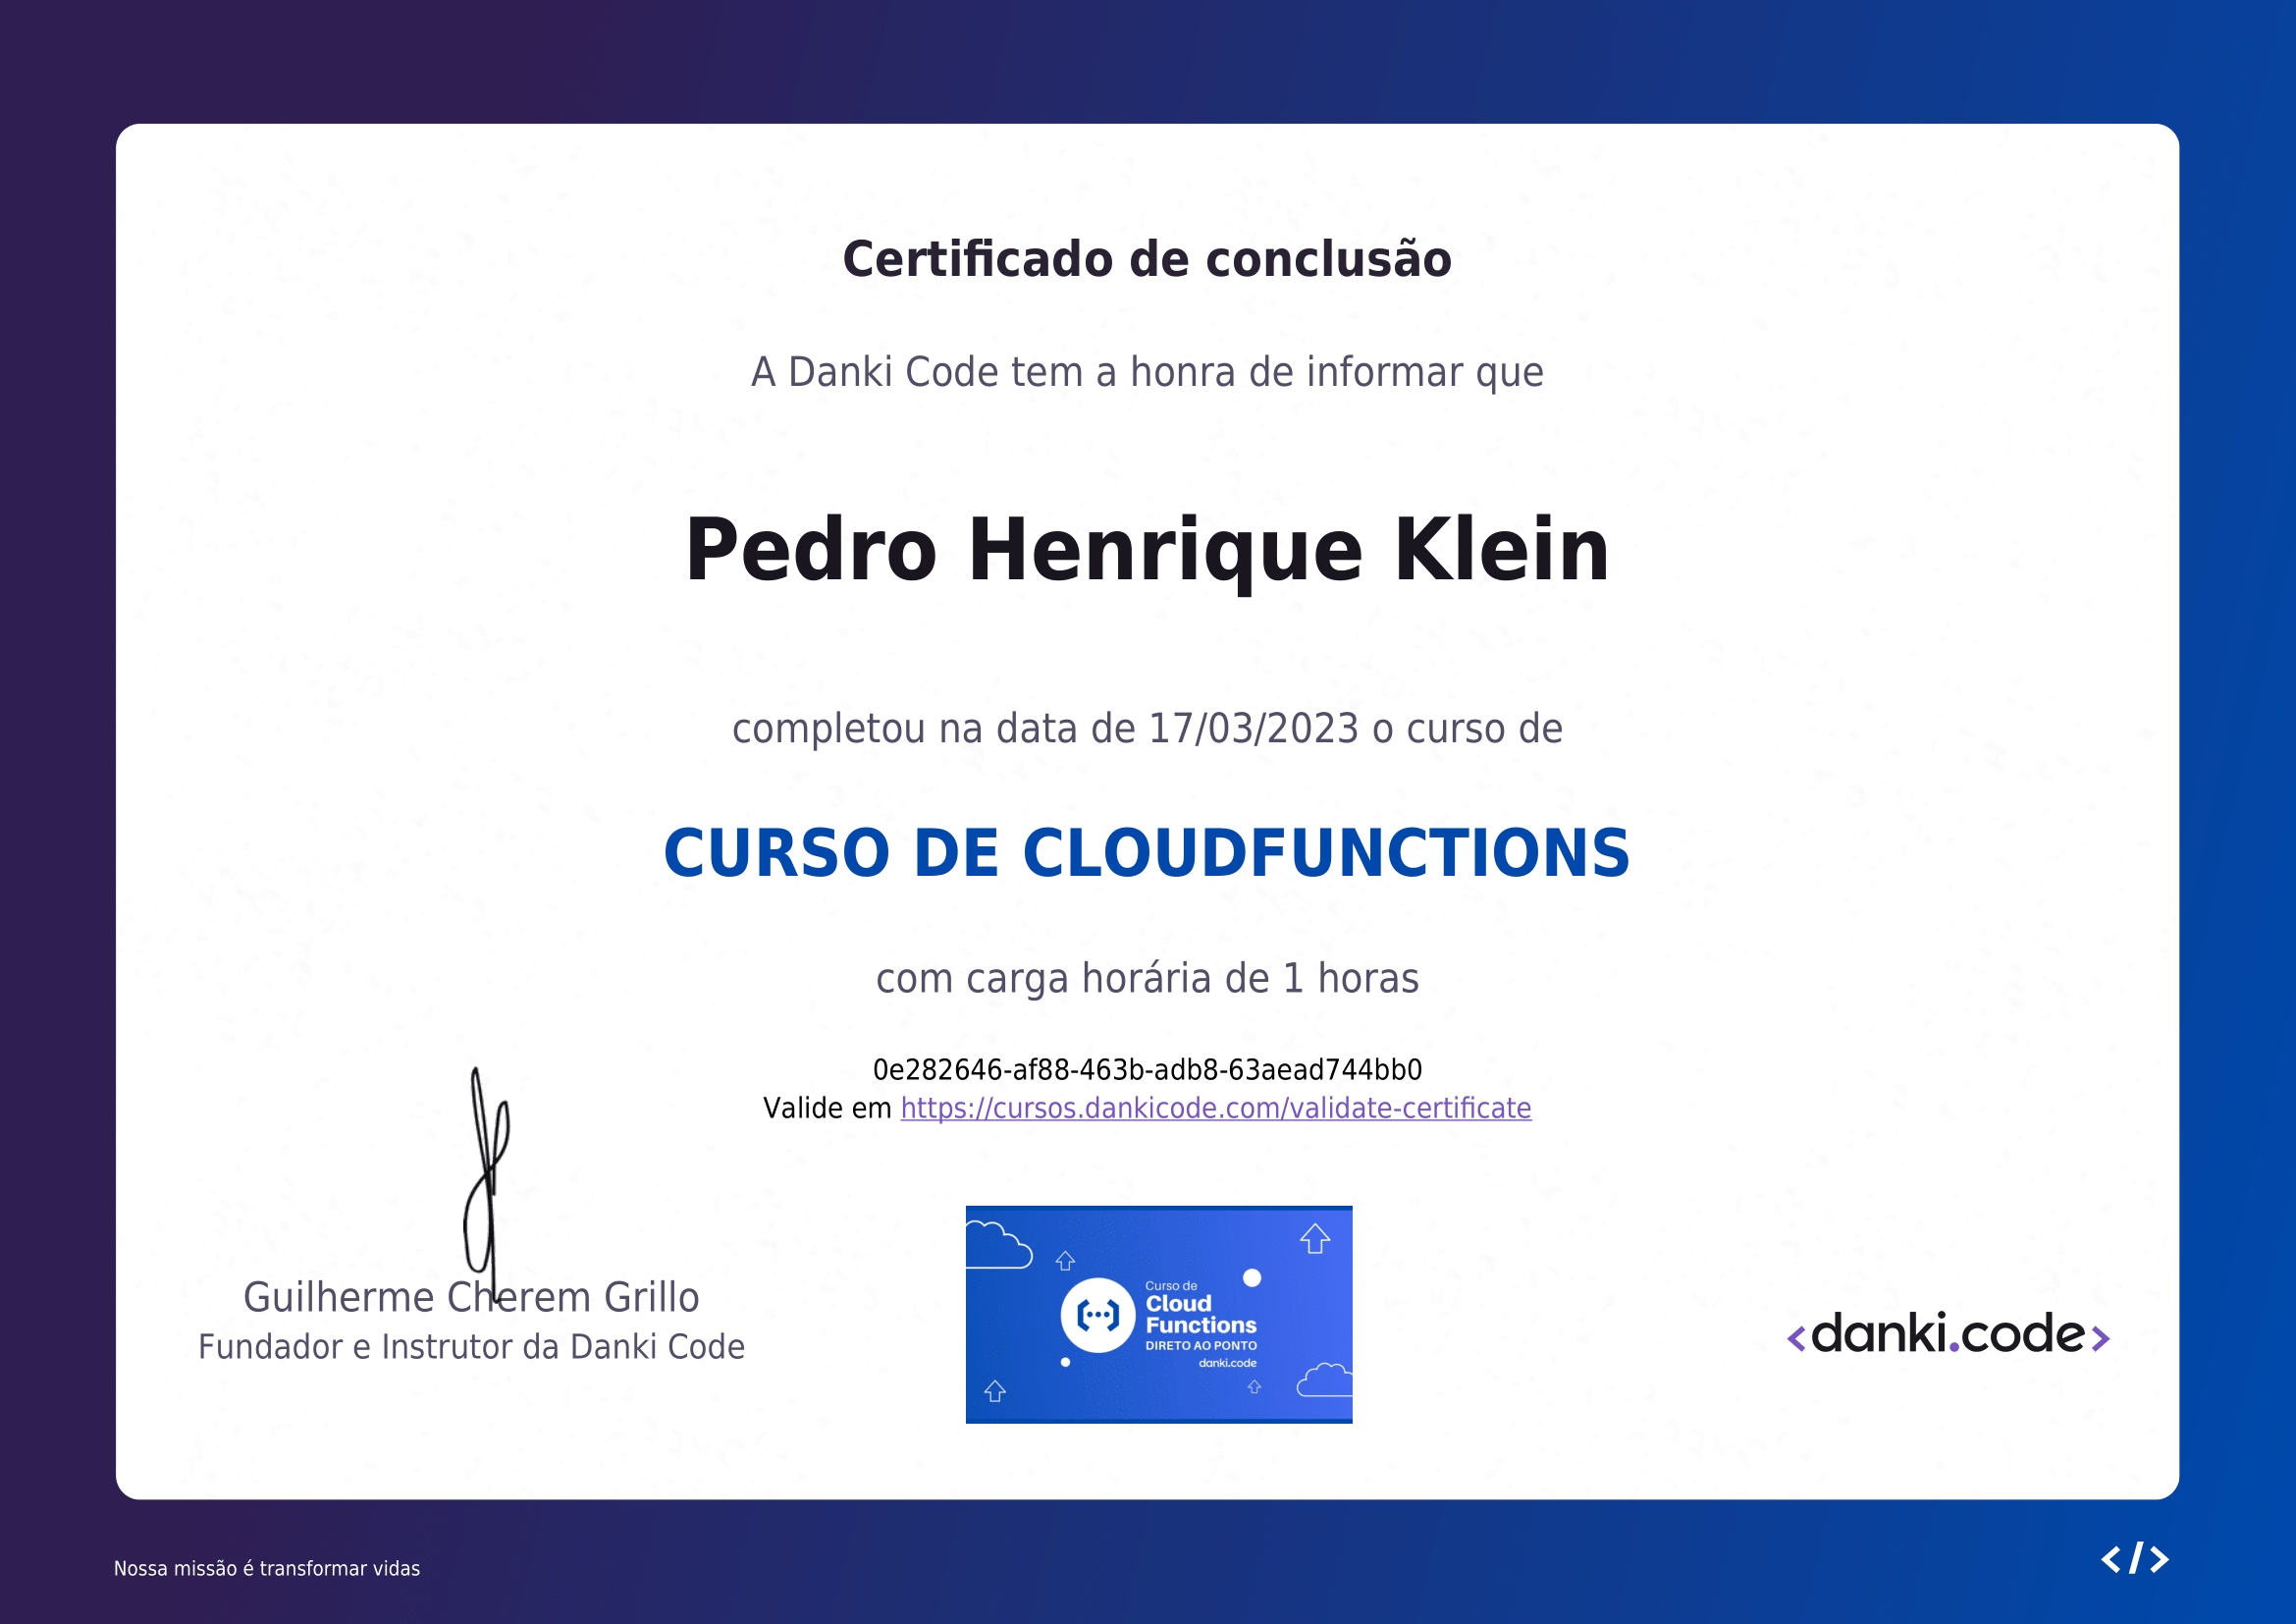 Certificado de conclusão
A Danki Code tem a honra de informar que
Pedro Henrique Klein
completou na data de 17/03/2023 o curso de
CURSO DE CLOUDFUNCTIONS
com carga horária de 1 horas
0e282646-af88-463b-adb8-63aead744bb0
Valide em https://cursos.dankicode.com/validate-certificate
Guilherme Cherem Grillo
Fundador e Instrutor da Danki Code
Curso de
Cloud
Functions
DIRETO AO PONTO
danki.code
<danki.code>
Nossa missão é transformar vidas
</>